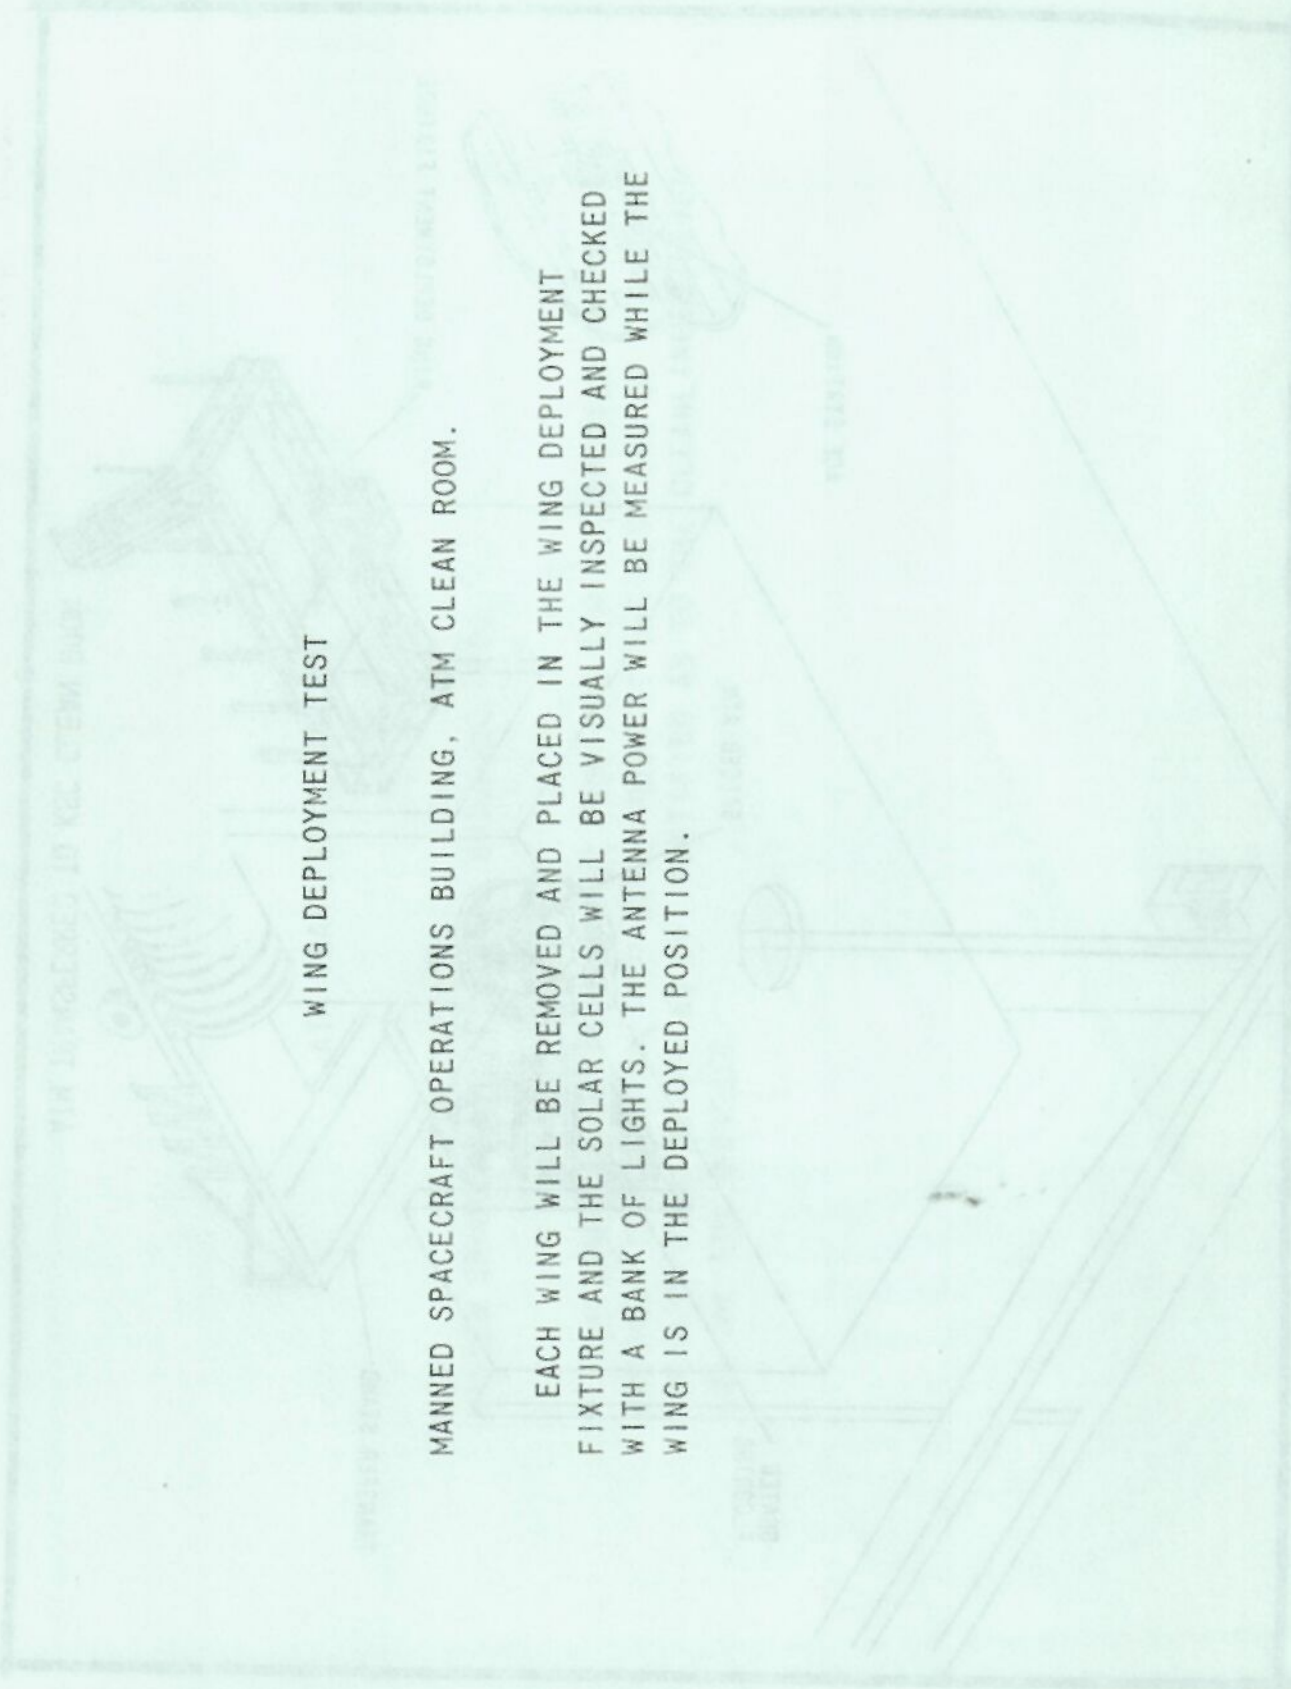 WING DEPLOYMENT TEST
MANNED SPACECRAFT OPERATIONS BUILDING, ATM CLEAN ROOM.
EACH WING WILL BE REMOVED AND PLACED IN THE WING DEPLOYMENT
FIXTURE AND THE SOLAR CELLS WILL BE VISUALLY INSPECTED AND CHECKED
WITH A BANK OF LIGHTS. THE ANTENNA POWER WILL BE MEASURED WHILE THE
WING IS IN THE DEPLOYED POSITION.